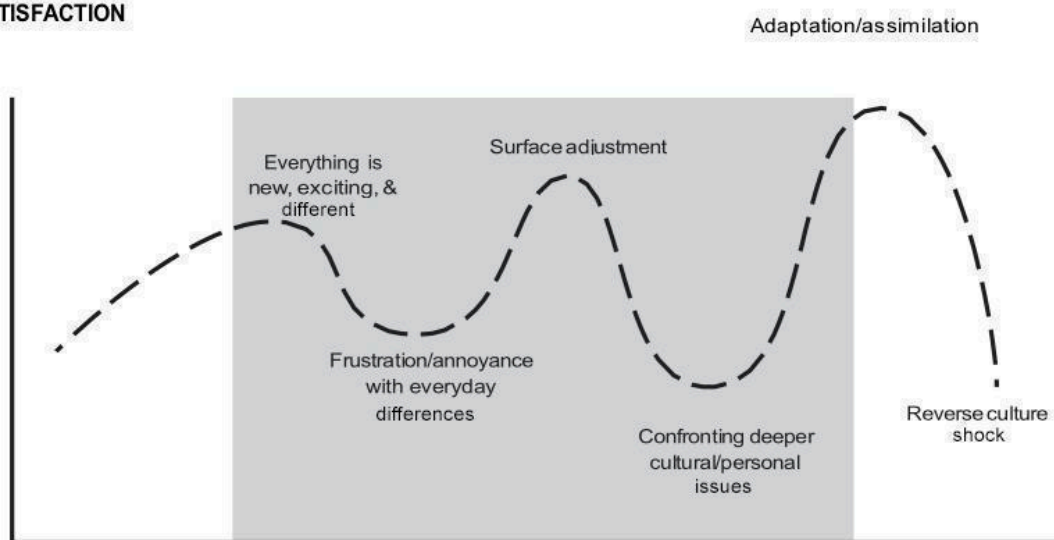 TISFACTION
Adaptation/assimilation
Surface adjustment
Everything is
new, exciting, &
different
Frustration/annoyance
with everyday
differences
Confronting deeper
cultural/personal
issues
Reverse culture
shock